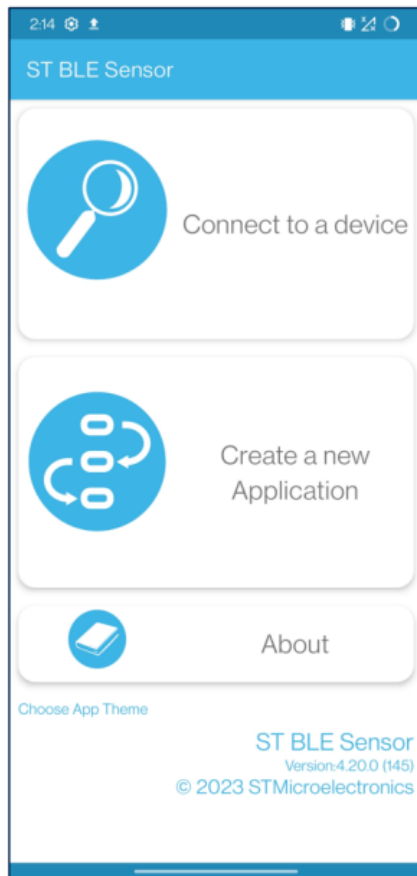 2:14
ST BLE Sensor
Connect to a device
Create a new
Application
About
Choose App Theme
ST BLE Sensor
Version:4.20.0 (145)
© 2023 STMicroelectronics